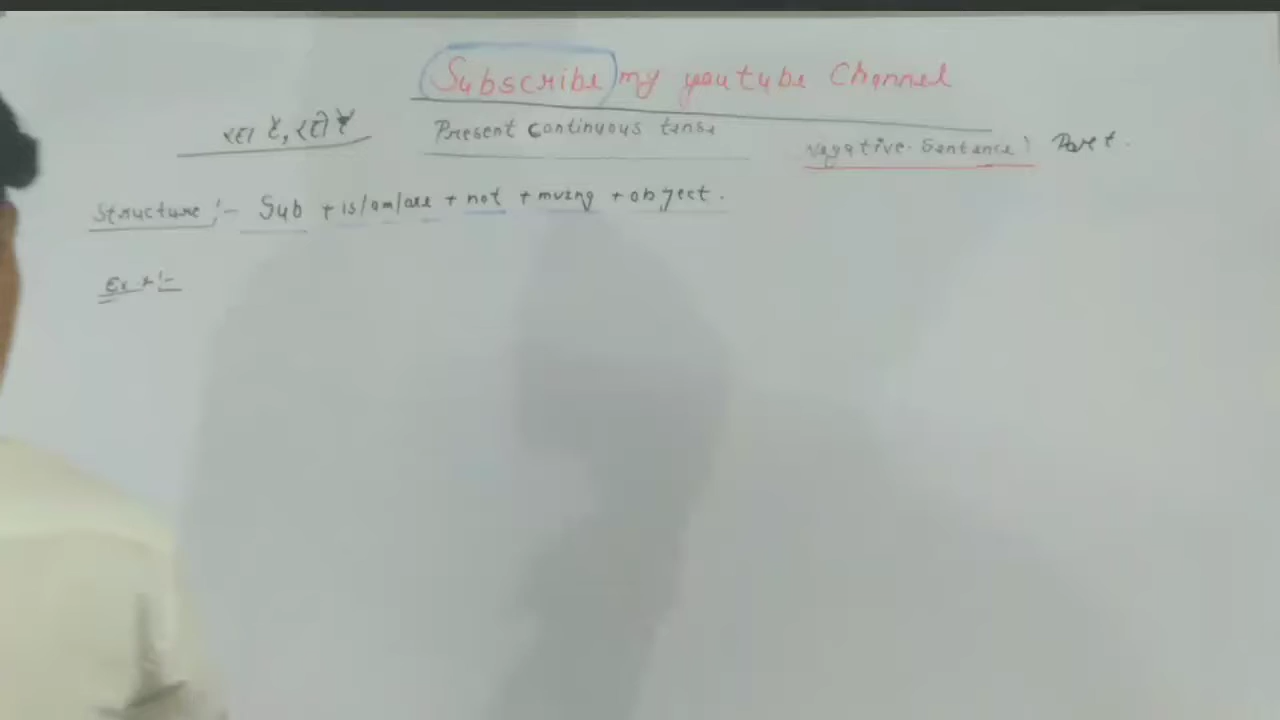 Subscribe my youtube Channel
रहा है, रही है Present continuous tense Negative Sentence Part.
Structure :- Sub + is/am/are + not + mving + object.
Ex :-